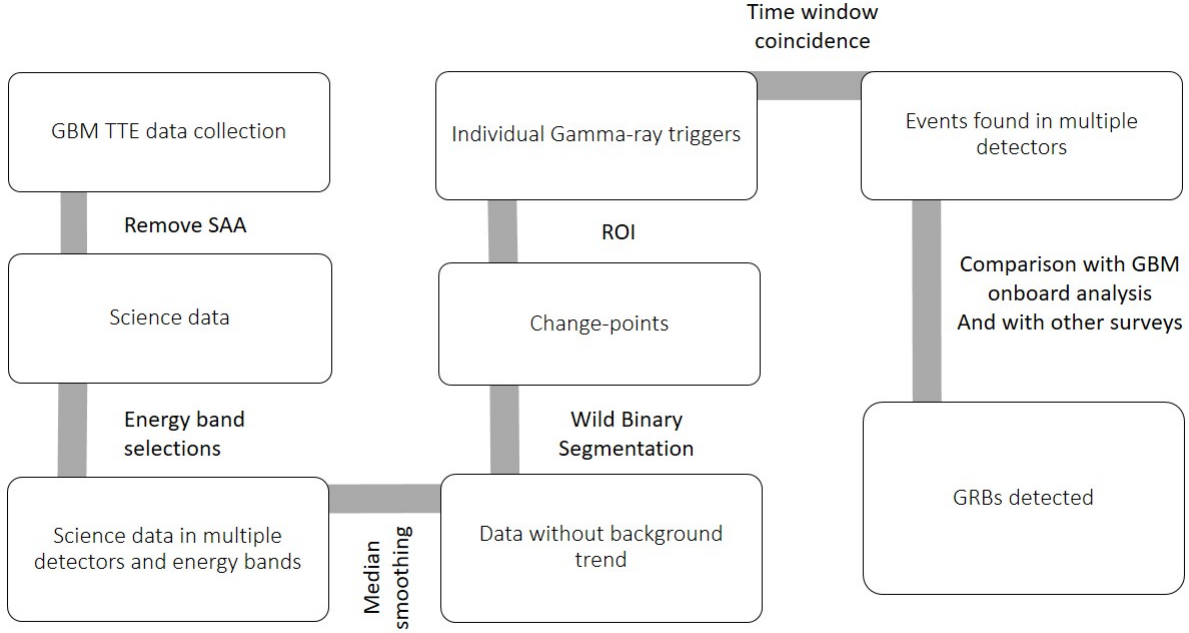 GBM TTE data collection
Remove SAA
Science data
Energy band
selections
Science data in multiple
detectors and energy bands
Median
smoothing
Data without background
trend
Wild Binary
Segmentation
Change-points
ROI
Individual Gamma-ray triggers
Time window
coincidence
Events found in multiple
detectors
Comparison with GBM
onboard analysis
And with other surveys
GRBs detected